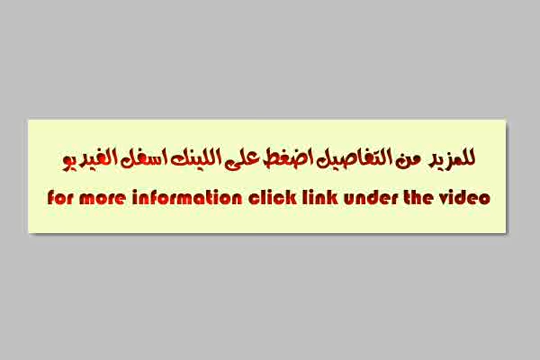 للمزيد من التفاصيل اضغط على اللينك اسفل الفيديو
for more information click link under the video